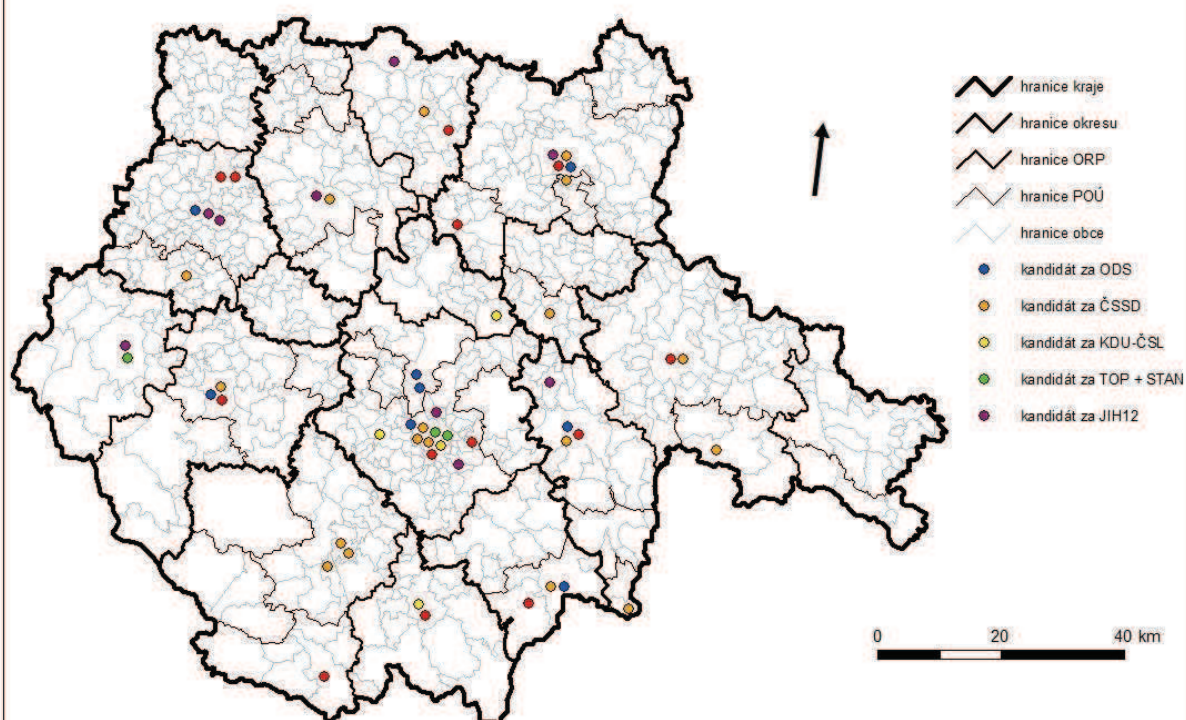 hranice kraje
hranice okresu
hranice ORP
hranice POÚ
hranice obce
kandidát za ODS
kandidát za ČSSD
kandidát za KDU-ČSL
kandidát za TOP + STAN
kandidát za JIH12
0 20 40 km